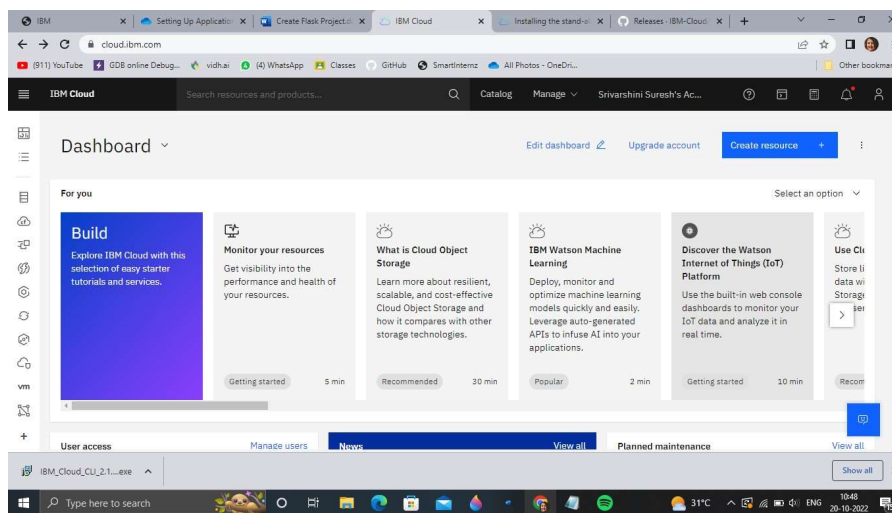 IBM
Setting Up Application
Create Flask Project.d
IBM Cloud
Installing the stand-al
Releases · IBM-Cloud
cloud.ibm.com
(911) YouTube
GDB online Debug...
vidh.ai
(4) WhatsApp
Classes
GitHub
SmartInternz
All Photos - OneDri...
Other bookmar
IBM Cloud
Search resources and products...
Catalog
Manage
Srivarshini Suresh's Ac...
Dashboard
Edit dashboard
Upgrade account
Create resource +
For you
Select an option
Build
Explore IBM Cloud with this
selection of easy starter
tutorials and services.
Monitor your resources
Get visibility into the
performance and health of
your resources.
Getting started
5 min
What is Cloud Object
Storage
Learn more about resilient,
scalable, and cost-effective
Cloud Object Storage and
how it compares with other
storage technologies.
Recommended
30 min
IBM Watson Machine
Learning
Deploy, monitor and
optimize machine learning
models quickly and easily.
Leverage auto-generated
APIs to infuse AI into your
applications.
Popular
2 min
Discover the Watson
Internet of Things (IoT)
Platform
Use the built-in web console
dashboards to monitor your
IoT data and analyze it in
real time.
Getting started
10 min
Use Clo
Store li
data wi
Storage
ser
Recom
vm
User access
Manage users
News
View all
Planned maintenance
View all
IBM_Cloud_CLI_2.1....exe
Show all
Type here to search
31°C
ENG
10:48
20-10-2022